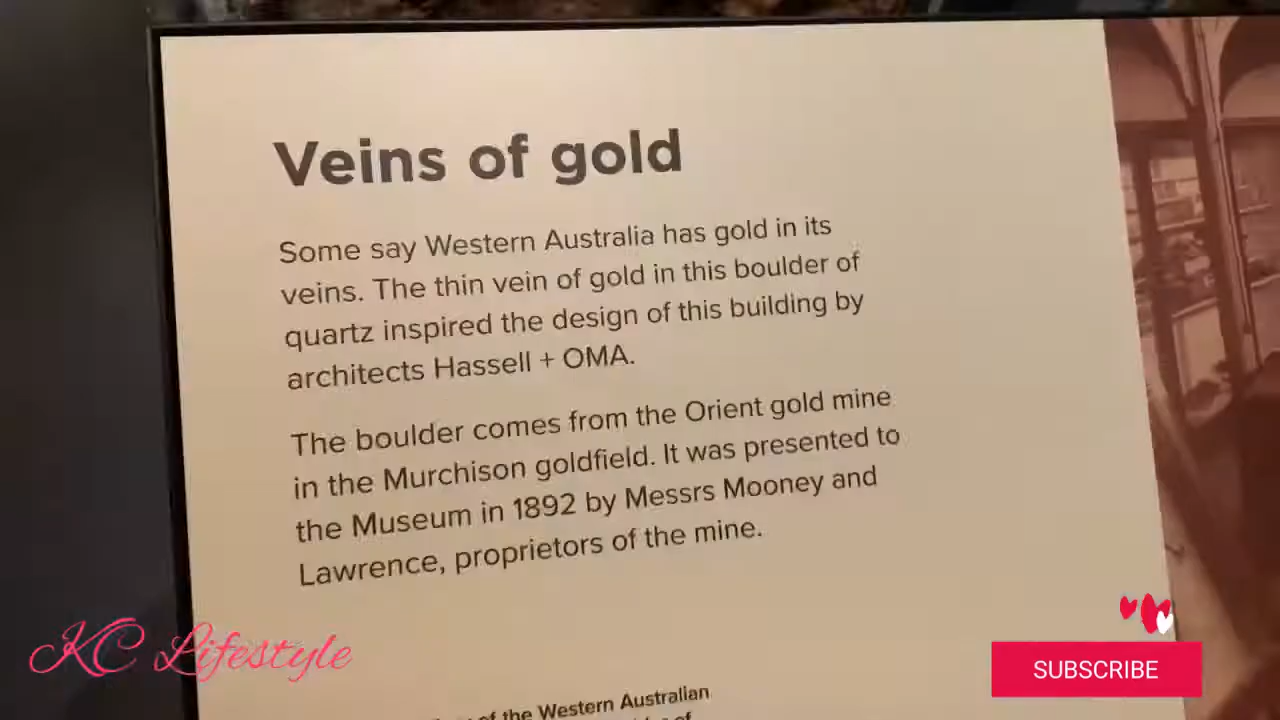 Veins of gold
Some say Western Australia has gold in its
veins. The thin vein of gold in this boulder of
quartz inspired the design of this building by
architects Hassell + OMA.
The boulder comes from the Orient gold mine
in the Murchison goldfield. It was presented to
the Museum in 1892 by Messrs Mooney and
Lawrence, proprietors of the mine.
of the Western Australian
of
KC Lifestyle
SUBSCRIBE